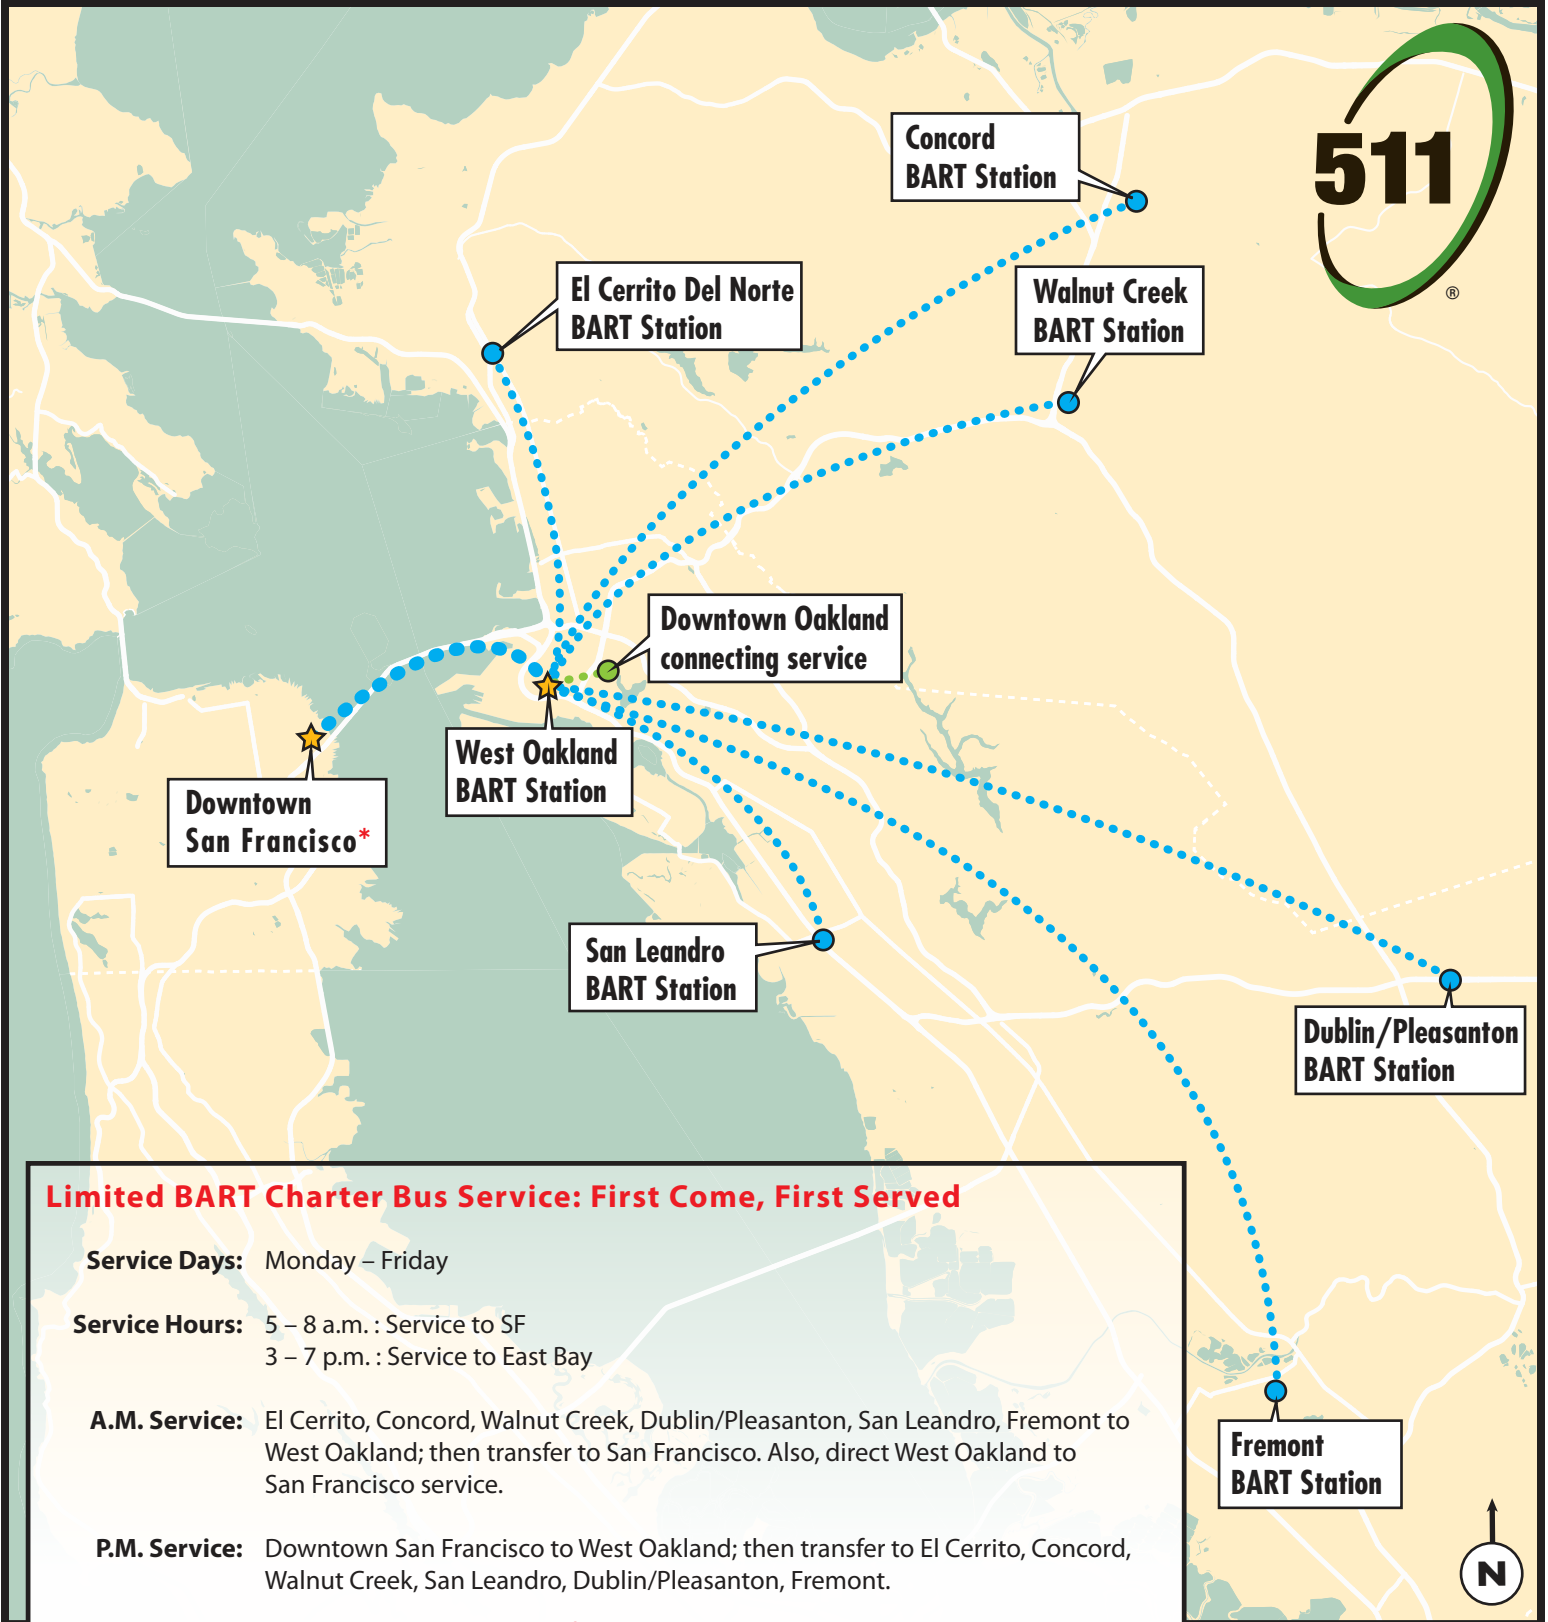 Concord
BART Station
511
®
El Cerrito Del Norte
BART Station
Walnut Creek
BART Station
Downtown Oakland
connecting service
West Oakland
BART Station
Downtown
San Francisco*
San Leandro
BART Station
Dublin/Pleasanton
BART Station
Fremont
BART Station
N
Limited BART Charter Bus Service: First Come, First Served
Service Days: Monday – Friday
Service Hours: 5 – 8 a.m. : Service to SF
3 – 7 p.m. : Service to East Bay
A.M. Service: El Cerrito, Concord, Walnut Creek, Dublin/Pleasanton, San Leandro, Fremont to
West Oakland; then transfer to San Francisco. Also, direct West Oakland to
San Francisco service.
P.M. Service: Downtown San Francisco to West Oakland; then transfer to El Cerrito, Concord,
Walnut Creek, San Leandro, Dublin/Pleasanton, Fremont.